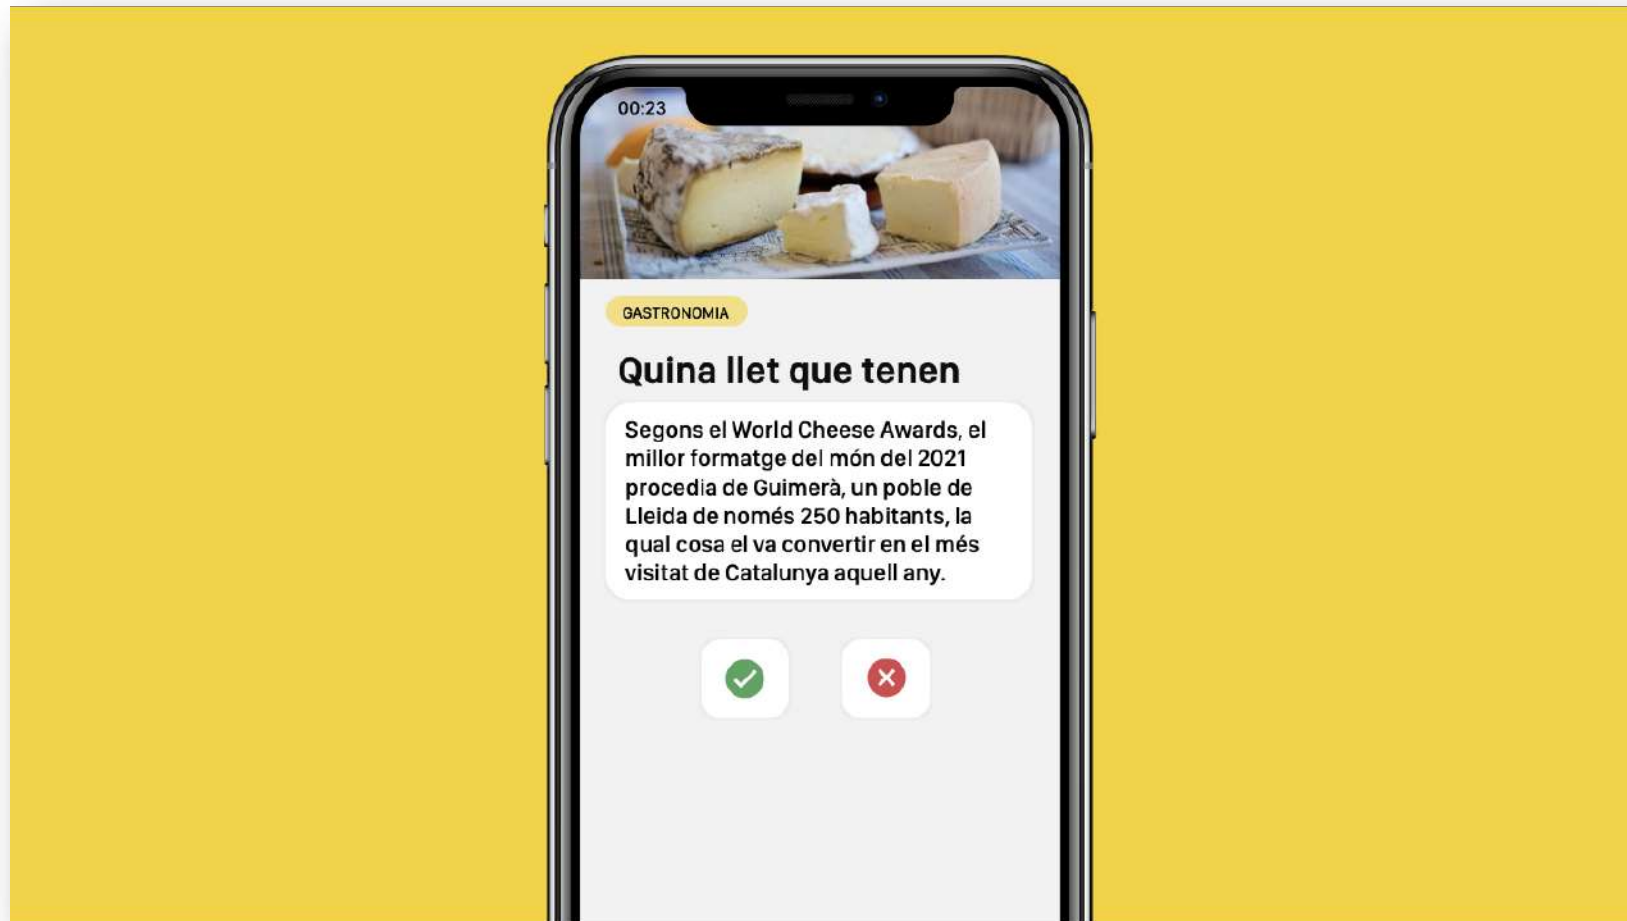 00:23
GASTRONOMIA
Quina llet que tenen
Segons el World Cheese Awards, el
millor formatge del món del 2021
procedia de Guimerà, un poble de
Lleida de només 250 habitants, la
qual cosa el va convertir en el més
visitat de Catalunya aquell any.